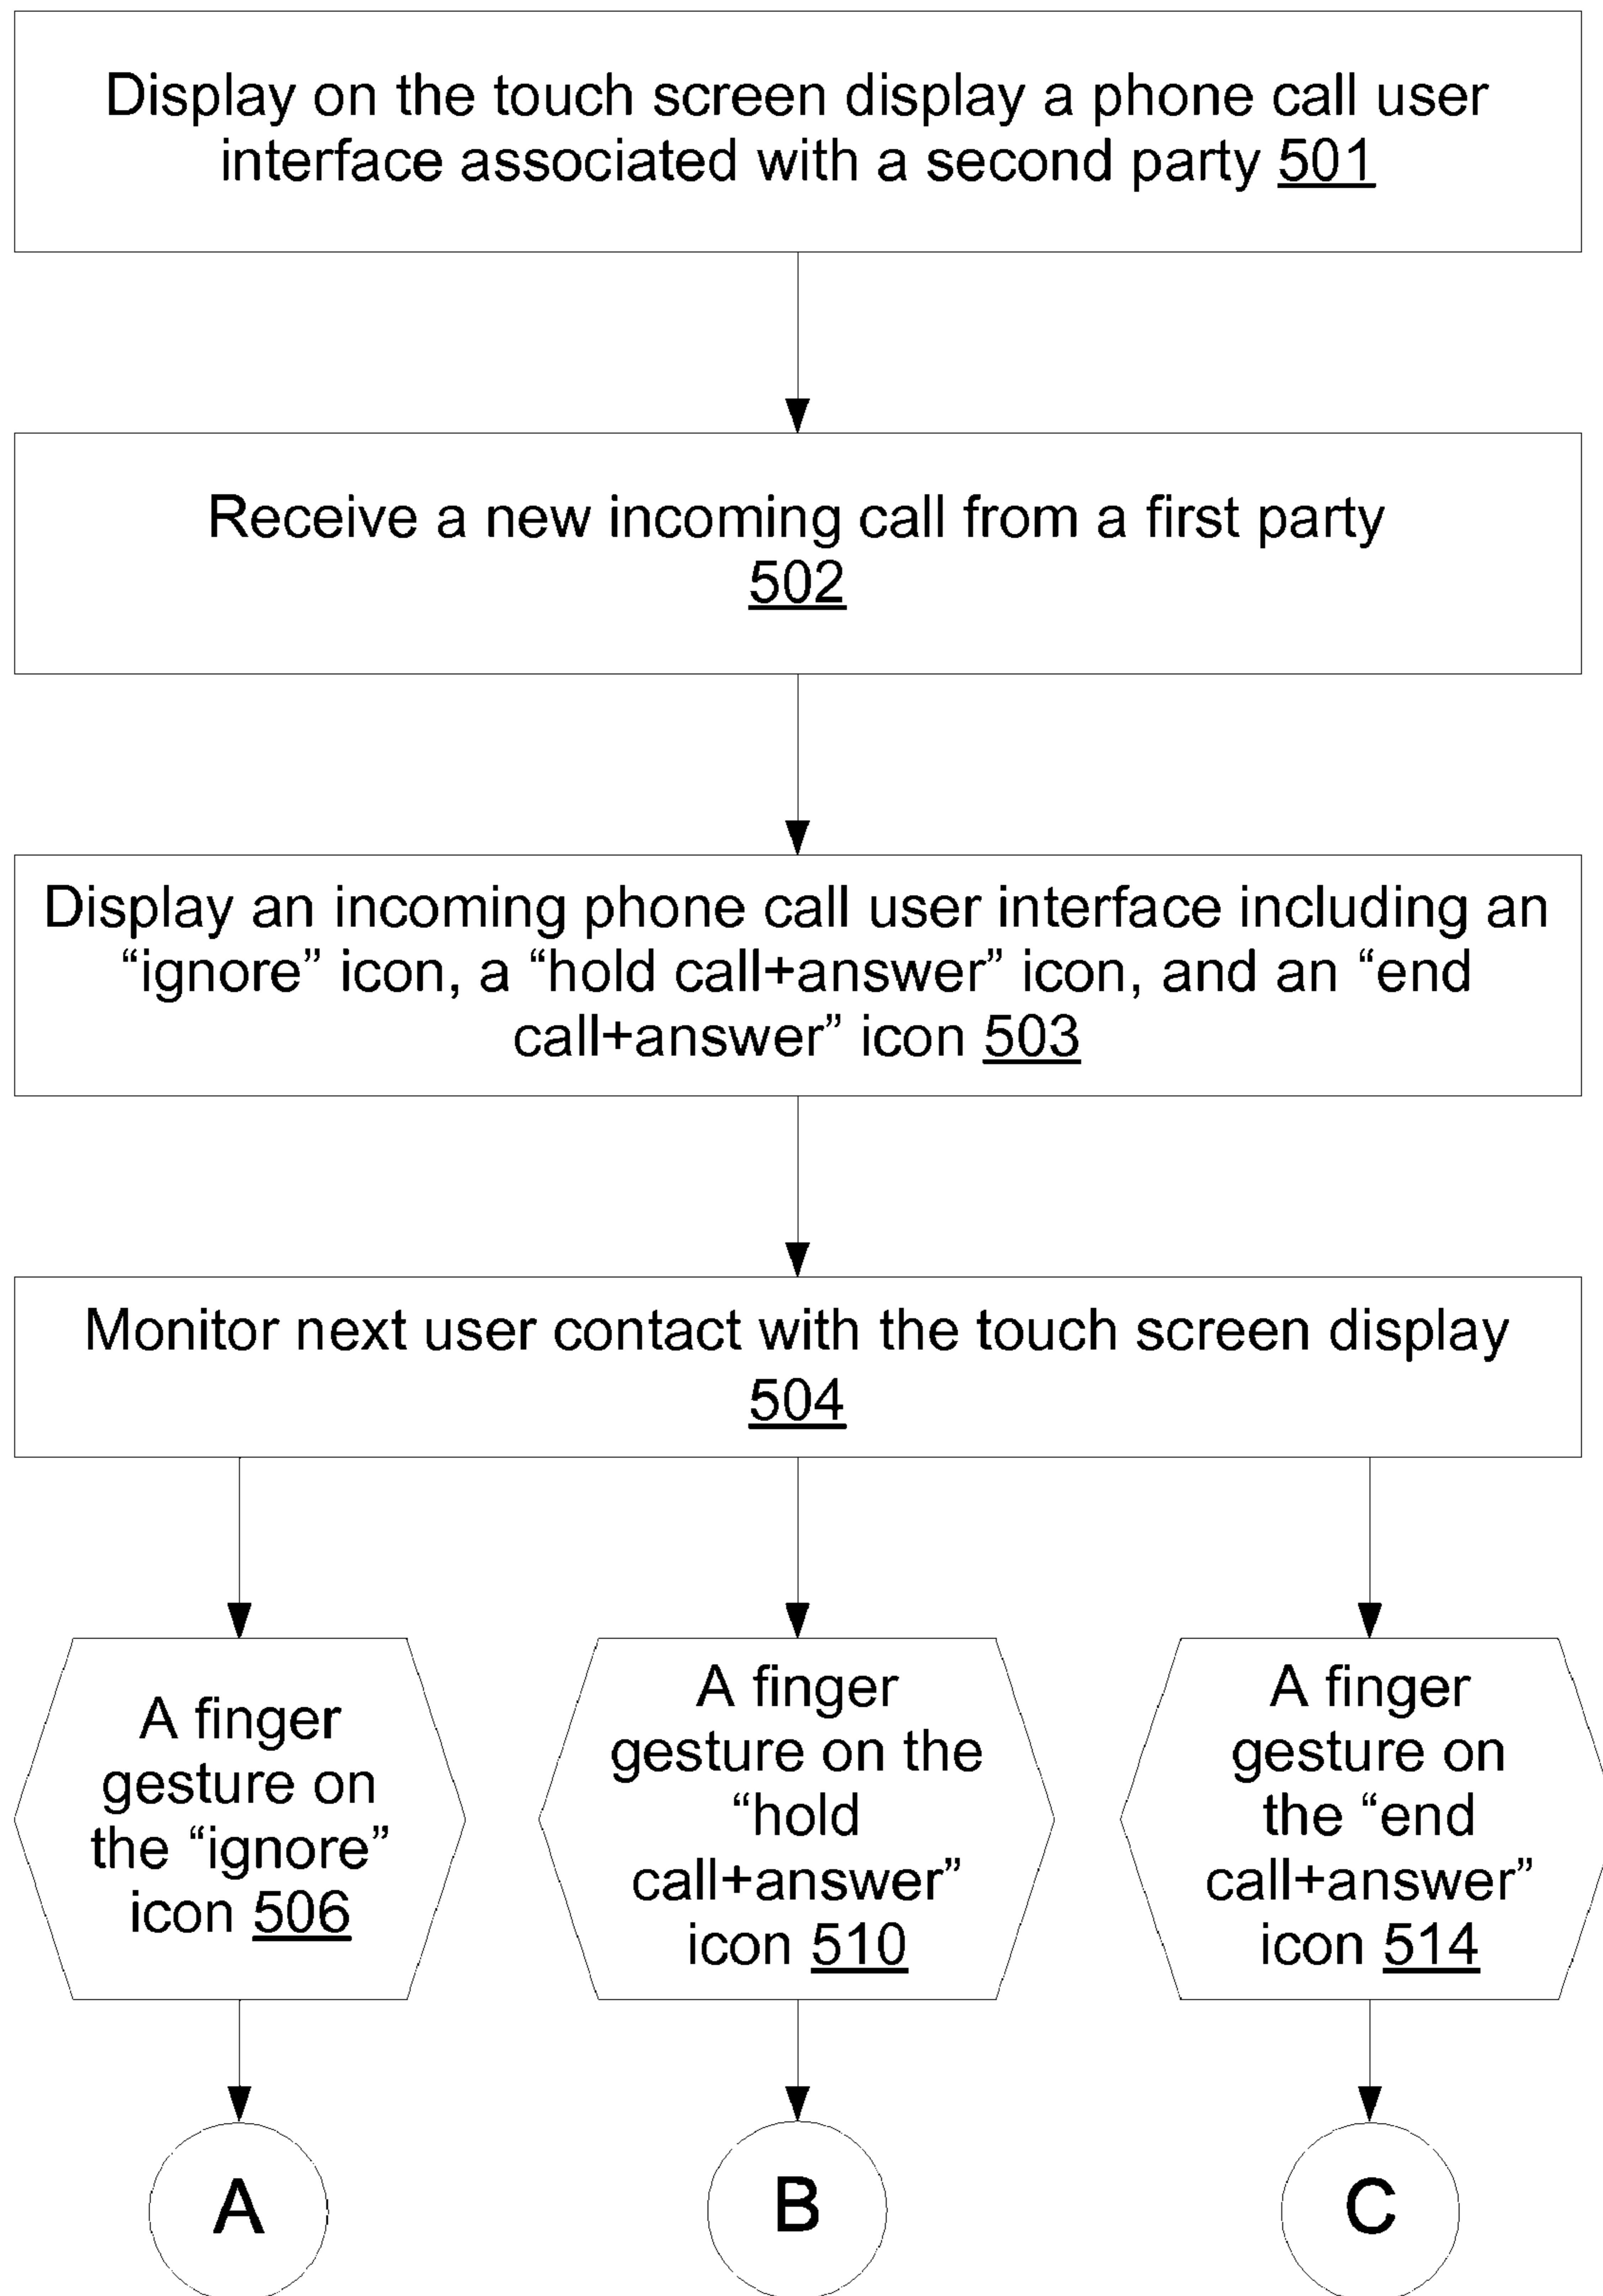 Display on the touch screen display a phone call user
interface associated with a second party 501
Receive a new incoming call from a first party
502
Display an incoming phone call user interface including an
“ignore” icon, a “hold call+answer” icon, and an “end
call+answer” icon 503
Monitor next user contact with the touch screen display
504
A finger
gesture on
the “ignore”
icon 506
A finger
gesture on the
“hold
call+answer”
icon 510
A finger
gesture on
the “end
call+answer”
icon 514
A
B
C